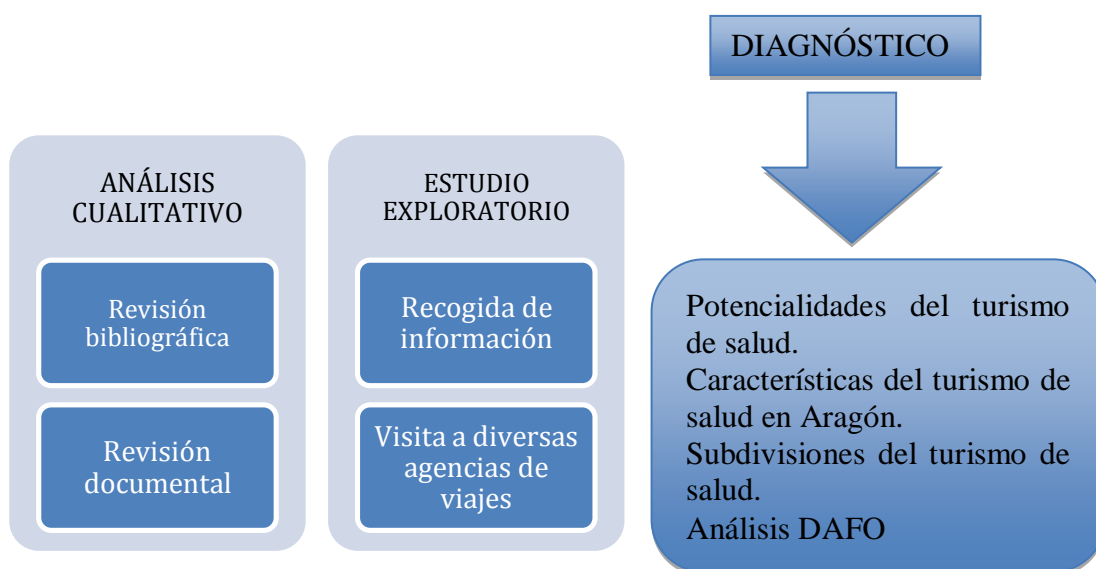 ANÁLISIS
CUALITATIVO
Revisión
bibliográfica
Revisión
documental
ESTUDIO
EXPLORATORIO
Recogida de
información
Visita a diversas
agencias de
viajes
DIAGNÓSTICO
Potencialidades del turismo
de salud.
Características del turismo de
salud en Aragón.
Subdivisiones del turismo de
salud.
Análisis DAFO